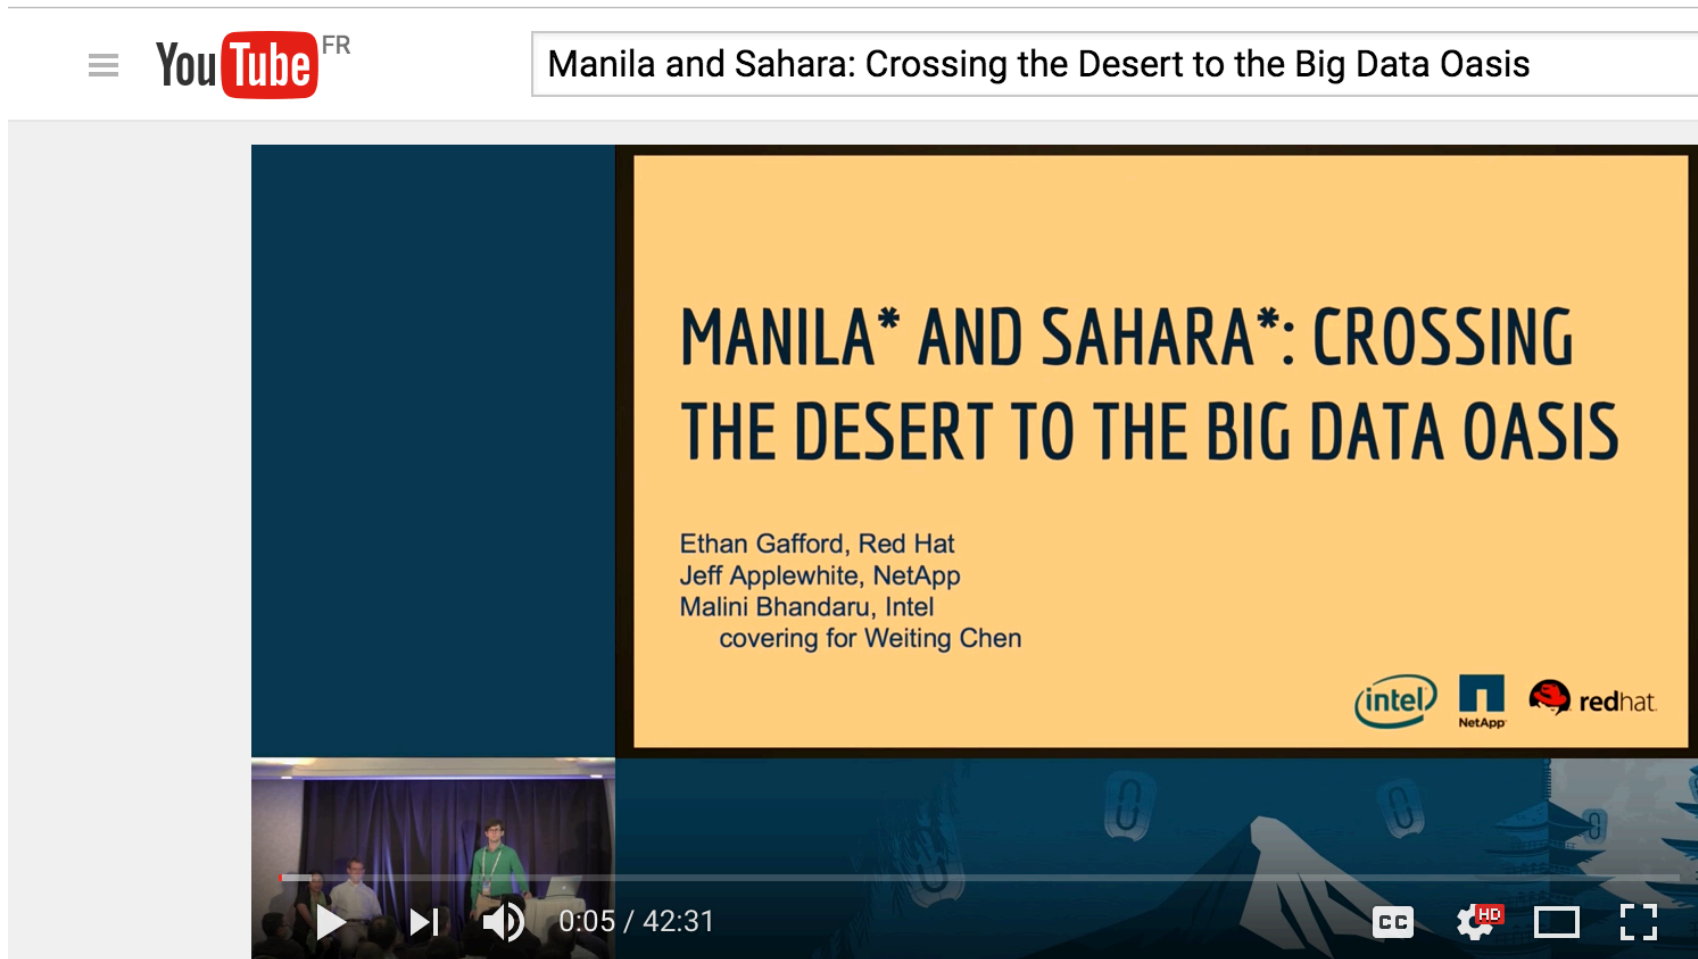 YouTube FR
Manila and Sahara: Crossing the Desert to the Big Data Oasis
MANILA* AND SAHARA*: CROSSING
THE DESERT TO THE BIG DATA OASIS
Ethan Gafford, Red Hat
Jeff Applewhite, NetApp
Malini Bhandaru, Intel
covering for Weiting Chen
intel
NetApp
redhat.
0:05 / 42:31
CC
HD